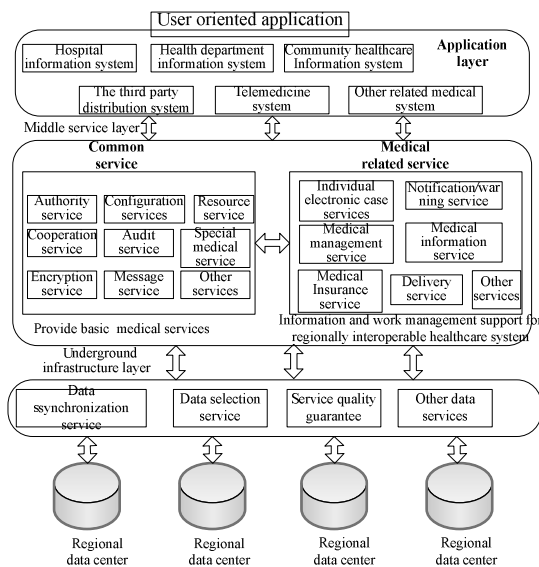 User oriented application
Hospital
information system
Health department
information system
Community healthcare
Information system
Application
layer
The third party
distribution system
Telemedicine
system
Other related medical
system
Middle service layer
Common
service
Medical
related service
Authority
service
Configuration
services
Resource
service
Cooperation
service
Audit
service
Special
medical
service
Encryption
service
Message
service
Other
services
Provide basic medical services
Individual
electronic case
services
Notification/war
ning service
Medical
management
service
Medical
information
service
Medical
Insurance
service
Delivery
service
Other
services
Information and work management support for
regionally interoperable healthcare system
Underground
infrastructure layer
Data
ssynchronization
service
Data selection
service
Service quality
guarantee
Other data
services
Regional
data center
Regional
data center
Regional
data center
Regional
data center